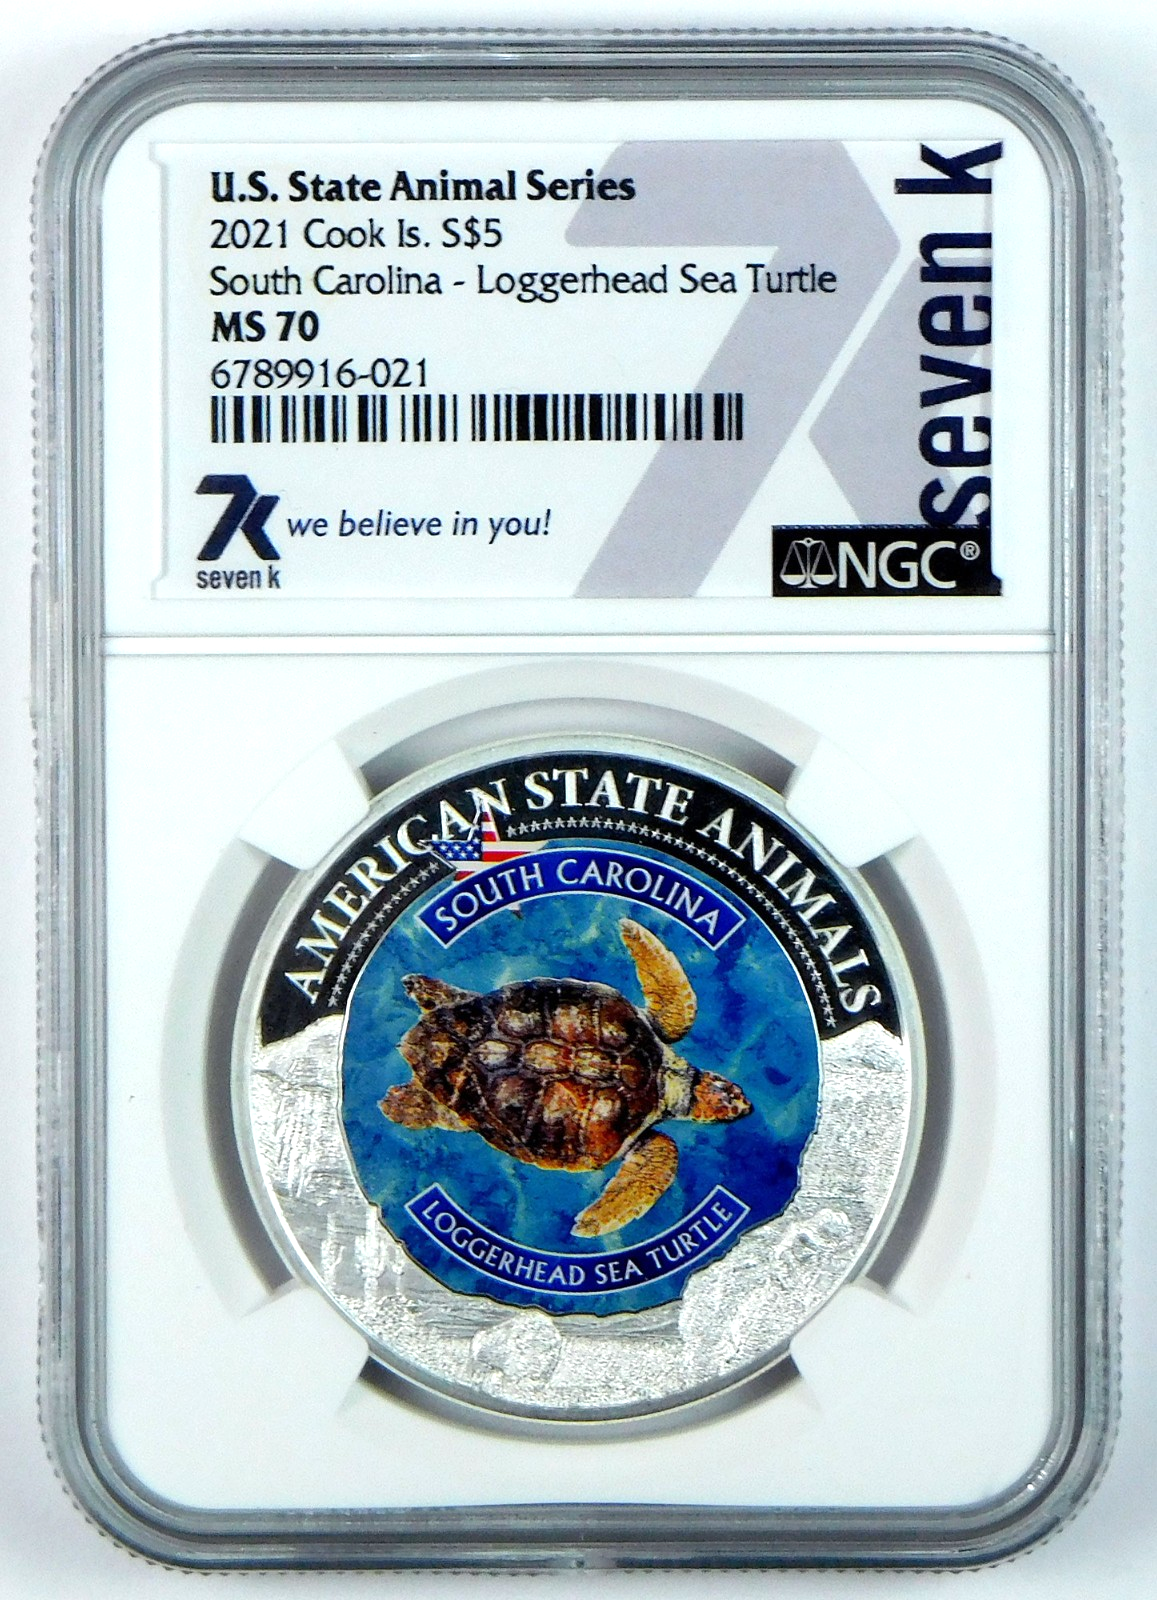 U.S. State Animal Series
2021 Cook Is. S$5
South Carolina - Loggerhead Sea Turtle
MS 70
6789916-021
7k
seven k
we believe in you!
7k
seven k
NGC®
AMERICAN STATE ANIMALS
SOUTH CAROLINA
LOGGERHEAD SEA TURTLE